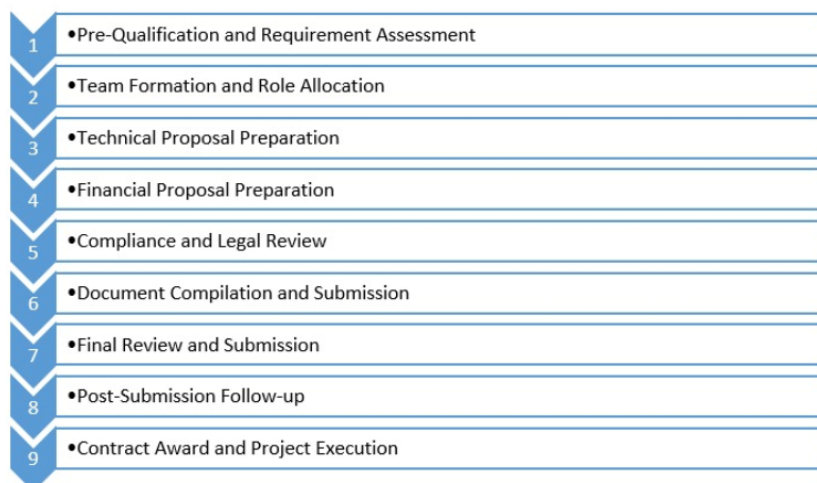 1 •Pre-Qualification and Requirement Assessment
2 •Team Formation and Role Allocation
3 •Technical Proposal Preparation
4 •Financial Proposal Preparation
5 •Compliance and Legal Review
6 •Document Compilation and Submission
7 •Final Review and Submission
8 •Post-Submission Follow-up
9 •Contract Award and Project Execution